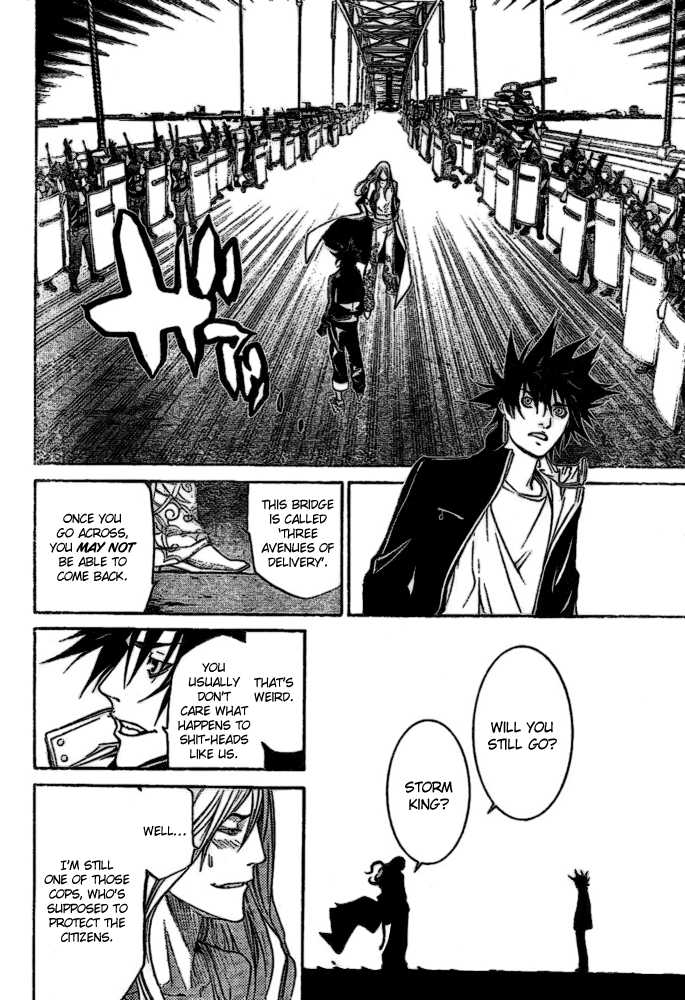 THIS BRIDGE
IS CALLED
'THREE
AVENUES OF
DELIVERY'.
ONCE YOU
GO ACROSS,
YOU MAY NOT
BE ABLE TO
COME BACK.
WILL YOU
STILL GO?
STORM
KING?
THAT'S
WEIRD.
YOU
USUALLY
DON'T
CARE WHAT
HAPPENS TO
SHIT-HEADS
LIKE US.
WELL...
I'M STILL
ONE OF THOSE
COPS, WHO'S
SUPPOSED TO
PROTECT THE
CITIZENS.